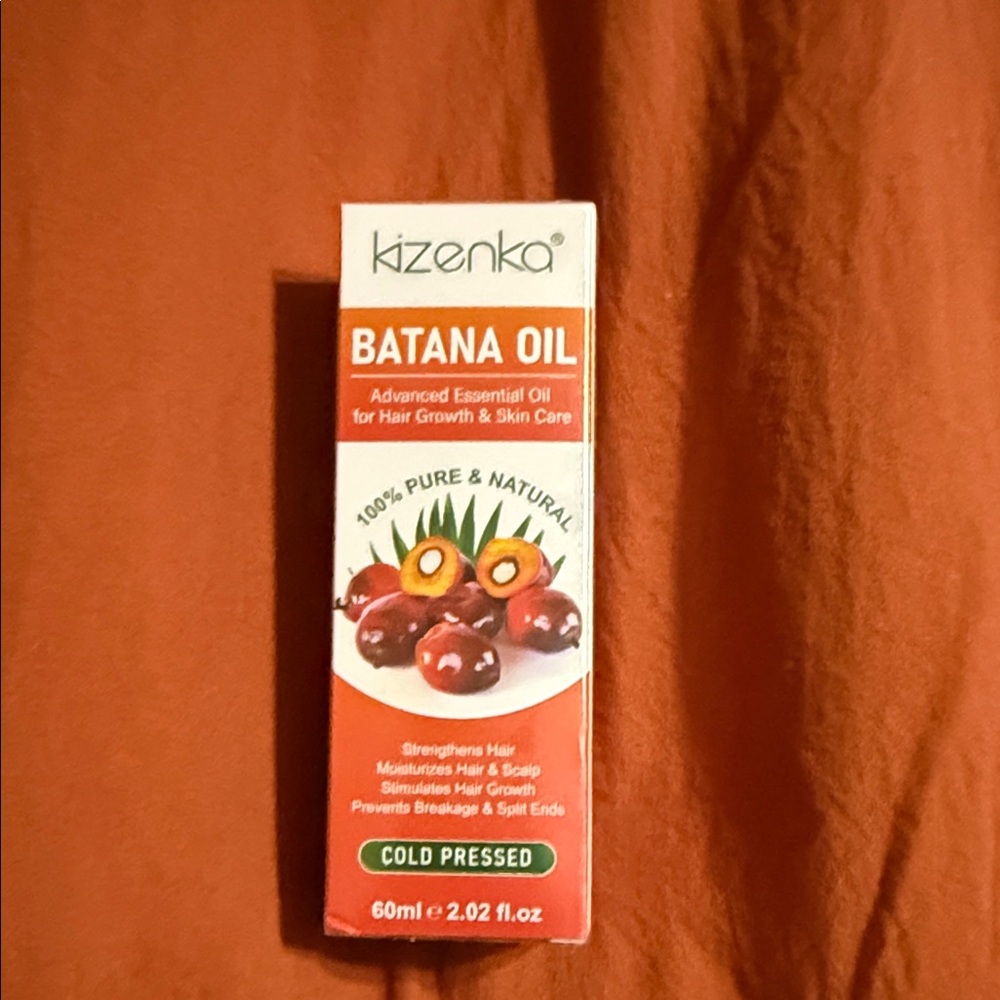 kizenka®
BATANA OIL
Advanced Essential Oil
for Hair Growth & Skin Care
100% PURE & NATURAL
Strengthens Hair
Moisturizes Hair & Scalp
Stimulates Hair Growth
Prevents Breakage & Split Ends
COLD PRESSED
60ml e 2.02 fl.oz